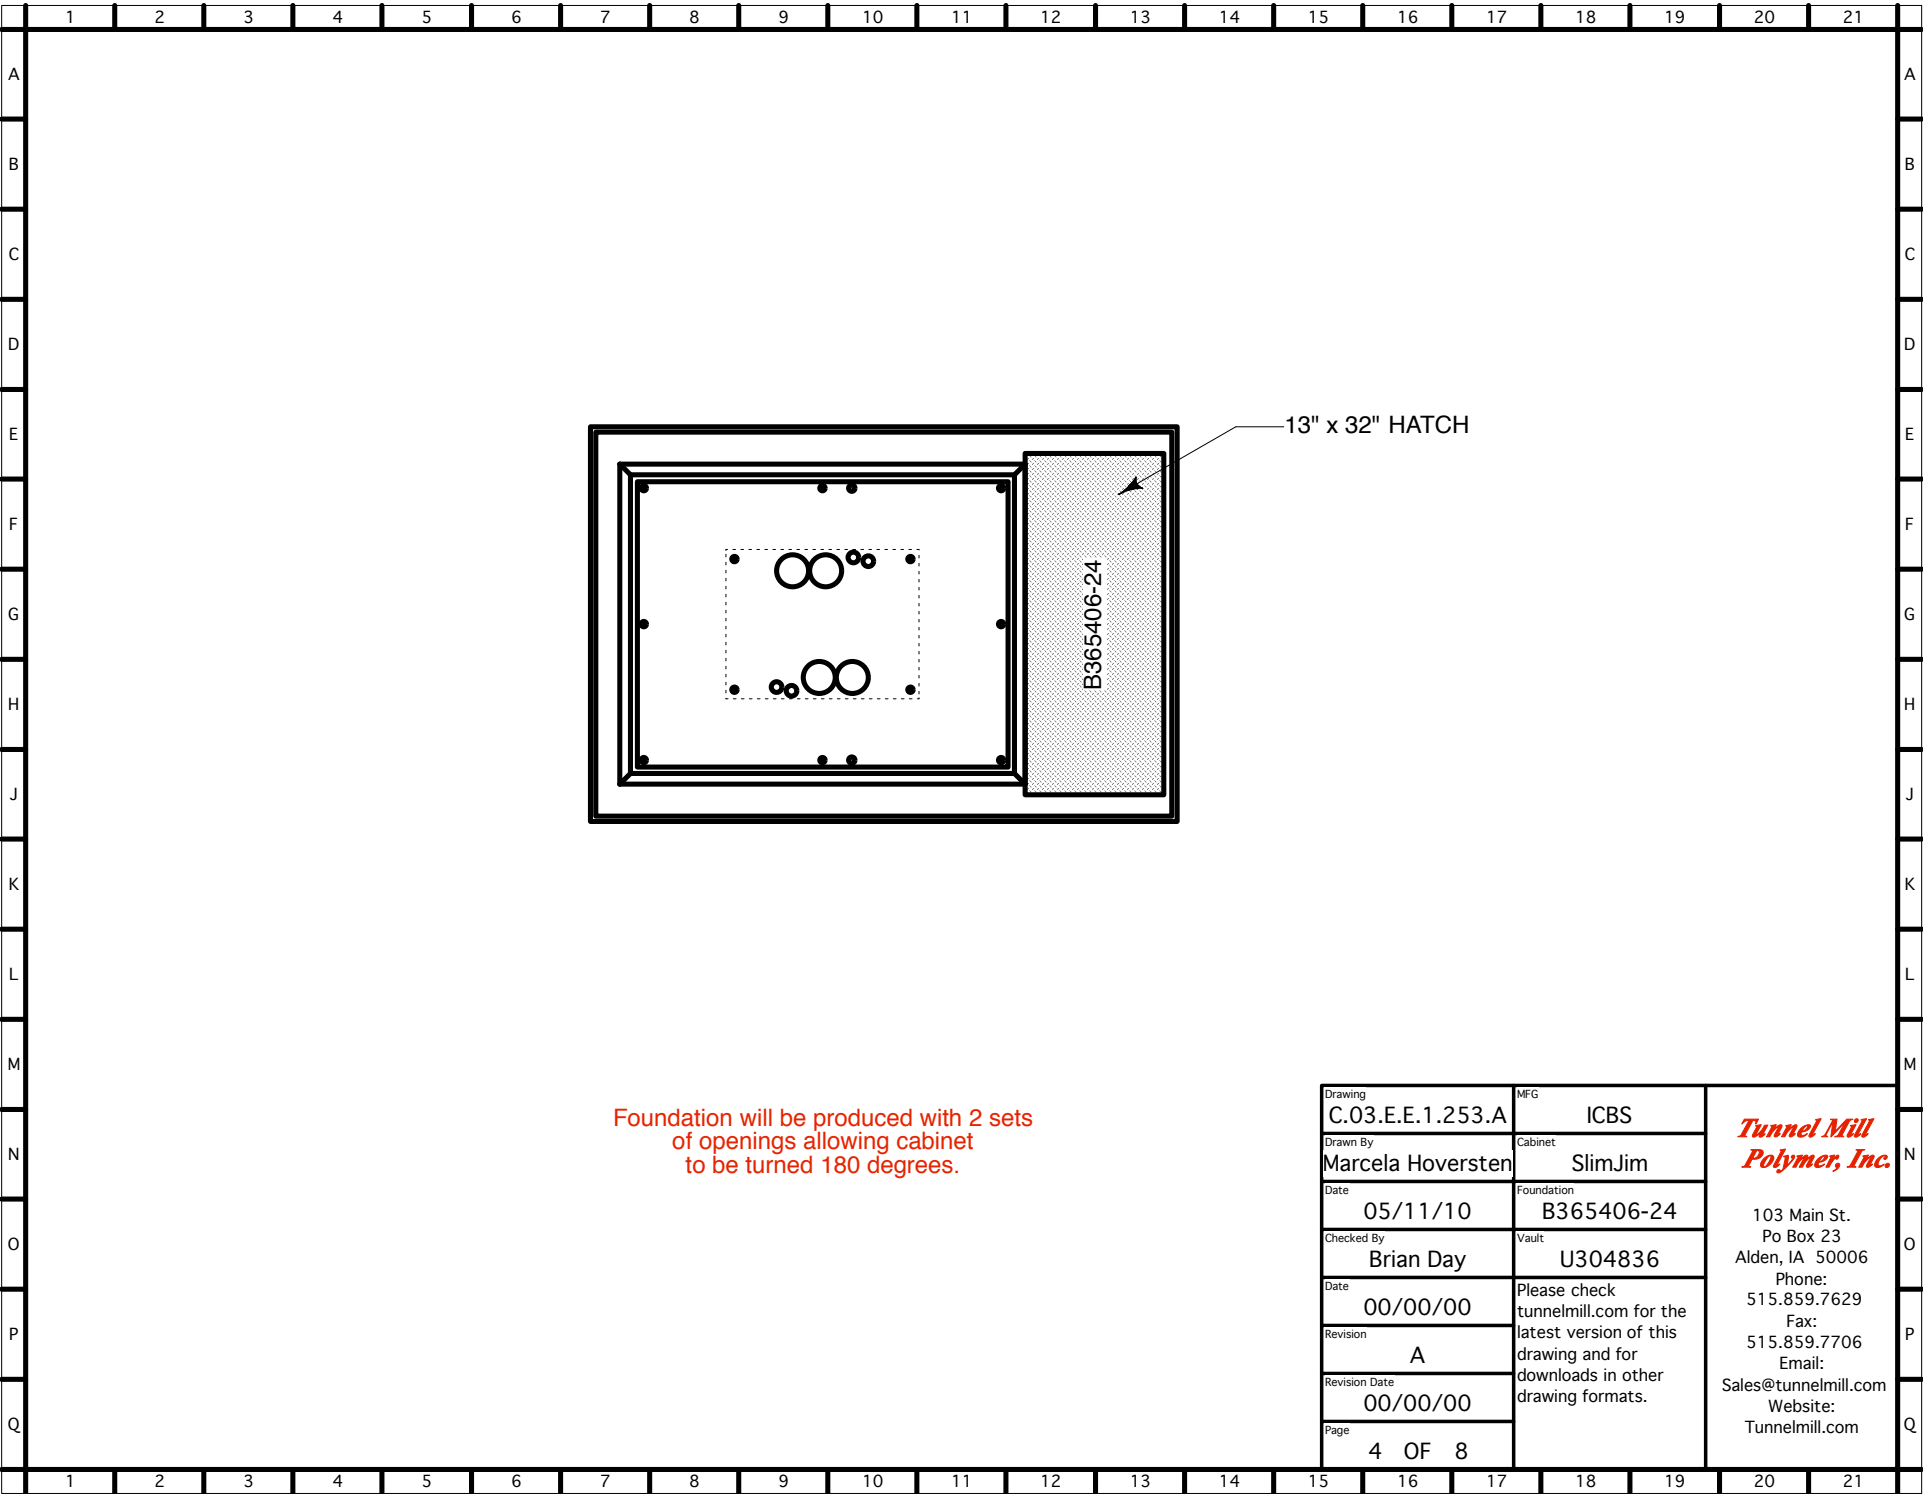 1 2 3 4 5 6 7 8 9 10 11 12 13 14 15 16 17 18 19 20 21
A A
B B
C C
D D
E E
F F
G G
H H
J J
K K
L L
M M
N N
O O
P P
Q Q
13" x 32" HATCH
B365406-24
Foundation will be produced with 2 sets
of openings allowing cabinet
to be turned 180 degrees.
Drawing
C.03.E.E.1.253.A
MFG
ICBS
Drawn By
Marcela Hoversten
Cabinet
SlimJim
Date
05/11/10
Foundation
B365406-24
Checked By
Brian Day
Vault
U304836
Date
00/00/00
Revision
A
Revision Date
00/00/00
Page
4 OF 8
Please check
tunnelmill.com for the
latest version of this
drawing and for
downloads in other
drawing formats.
Tunnel Mill
Polymer, Inc.
103 Main St.
Po Box 23
Alden, IA 50006
Phone:
515.859.7629
Fax:
515.859.7706
Email:
Sales@tunnelmill.com
Website:
Tunnelmill.com
1 2 3 4 5 6 7 8 9 10 11 12 13 14 15 16 17 18 19 20 21